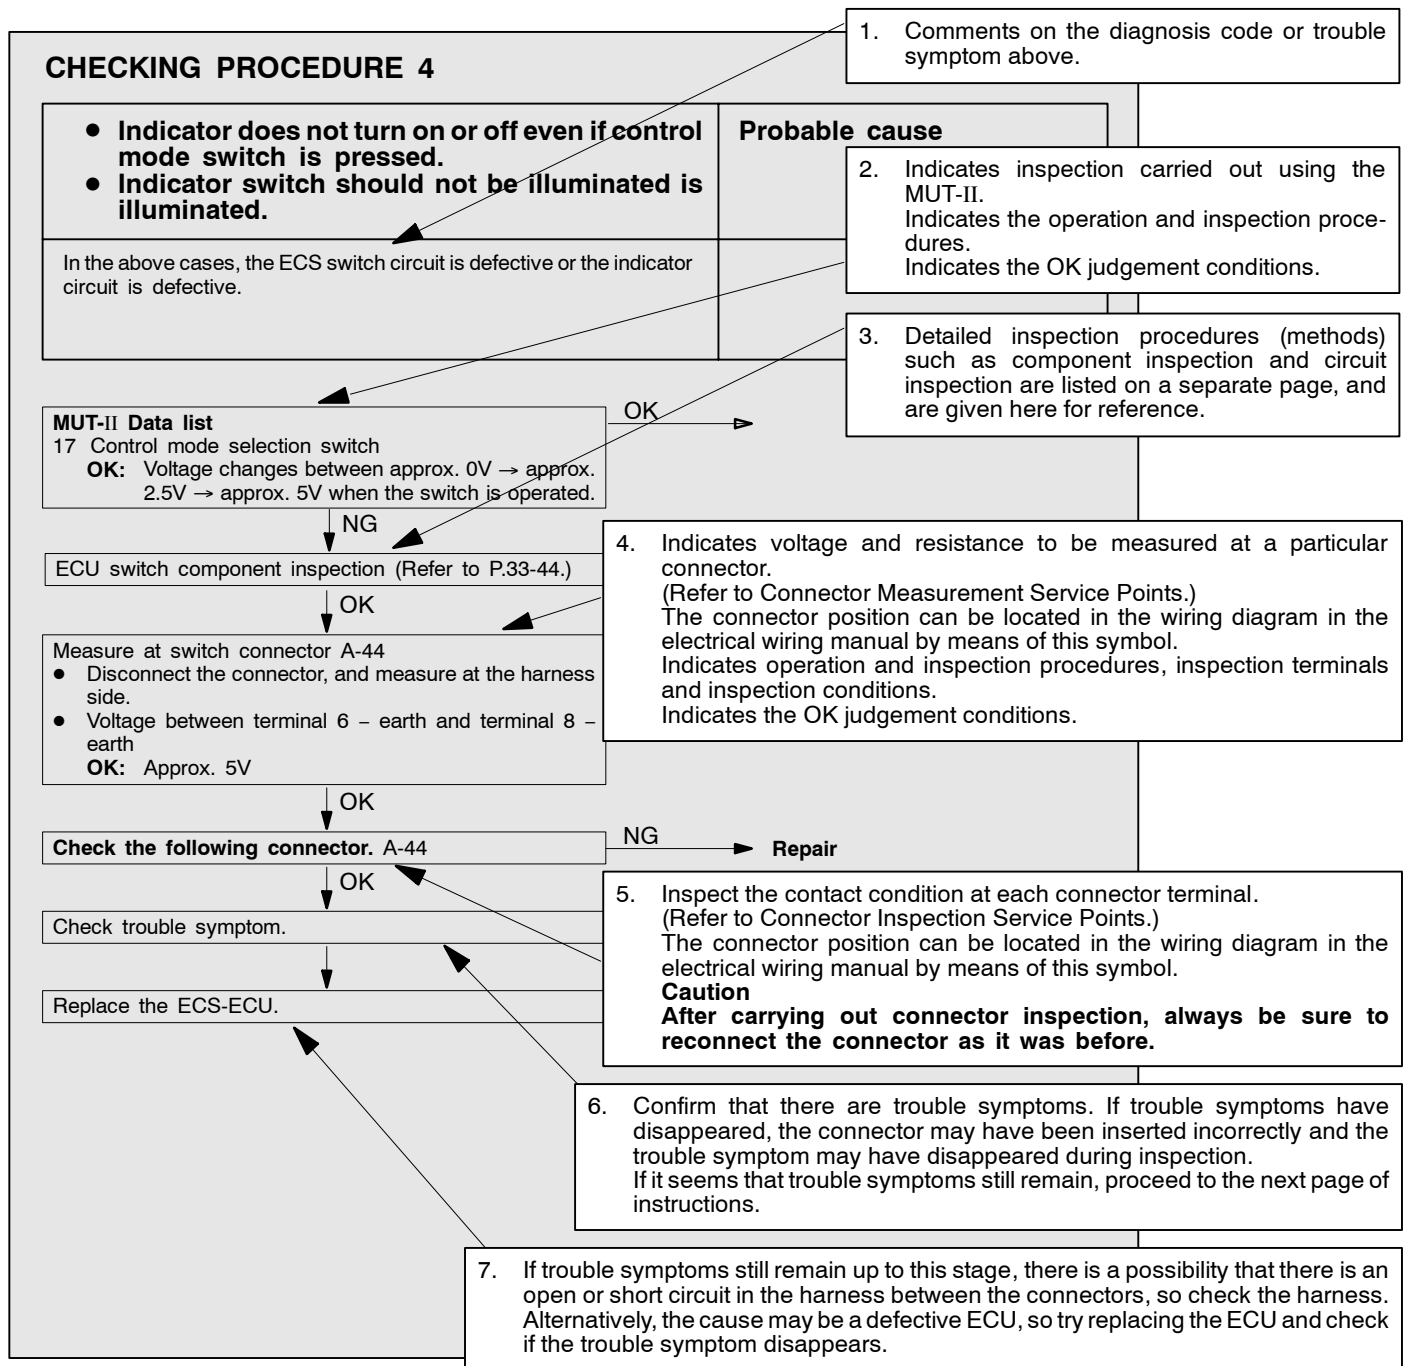 CHECKING PROCEDURE 4
● Indicator does not turn on or off even if control
mode switch is pressed.
● Indicator switch should not be illuminated is
illuminated.
Probable cause
In the above cases, the ECS switch circuit is defective or the indicator
circuit is defective.
1. Comments on the diagnosis code or trouble
symptom above.
2. Indicates inspection carried out using the
MUT-II.
Indicates the operation and inspection proce-
dures.
Indicates the OK judgement conditions.
3. Detailed inspection procedures (methods)
such as component inspection and circuit
inspection are listed on a separate page, and
are given here for reference.
MUT-II Data list
17 Control mode selection switch
OK: Voltage changes between approx. 0V → approx.
2.5V → approx. 5V when the switch is operated.
OK
NG
ECU switch component inspection (Refer to P.33-44.)
OK
4. Indicates voltage and resistance to be measured at a particular
connector.
(Refer to Connector Measurement Service Points.)
The connector position can be located in the wiring diagram in the
electrical wiring manual by means of this symbol.
Indicates operation and inspection procedures, inspection terminals
and inspection conditions.
Indicates the OK judgement conditions.
Measure at switch connector A-44
● Disconnect the connector, and measure at the harness
side.
● Voltage between terminal 6 – earth and terminal 8 –
earth
OK: Approx. 5V
OK
Check the following connector. A-44
NG
Repair
OK
5. Inspect the contact condition at each connector terminal.
(Refer to Connector Inspection Service Points.)
The connector position can be located in the wiring diagram in the
electrical wiring manual by means of this symbol.
Caution
After carrying out connector inspection, always be sure to
reconnect the connector as it was before.
Check trouble symptom.
Replace the ECS-ECU.
6. Confirm that there are trouble symptoms. If trouble symptoms have
disappeared, the connector may have been inserted incorrectly and the
trouble symptom may have disappeared during inspection.
If it seems that trouble symptoms still remain, proceed to the next page of
instructions.
7. If trouble symptoms still remain up to this stage, there is a possibility that there is an
open or short circuit in the harness between the connectors, so check the harness.
Alternatively, the cause may be a defective ECU, so try replacing the ECU and check
if the trouble symptom disappears.